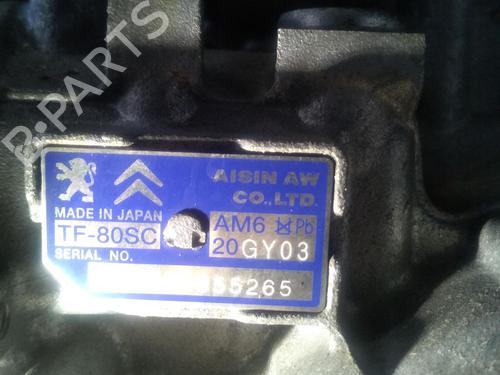 B-PARTS
AISIN AW
CO., LTD.
MADE IN JAPAN
TF-80SC
AM6 Pb
20GY03
SERIAL NO.
55265